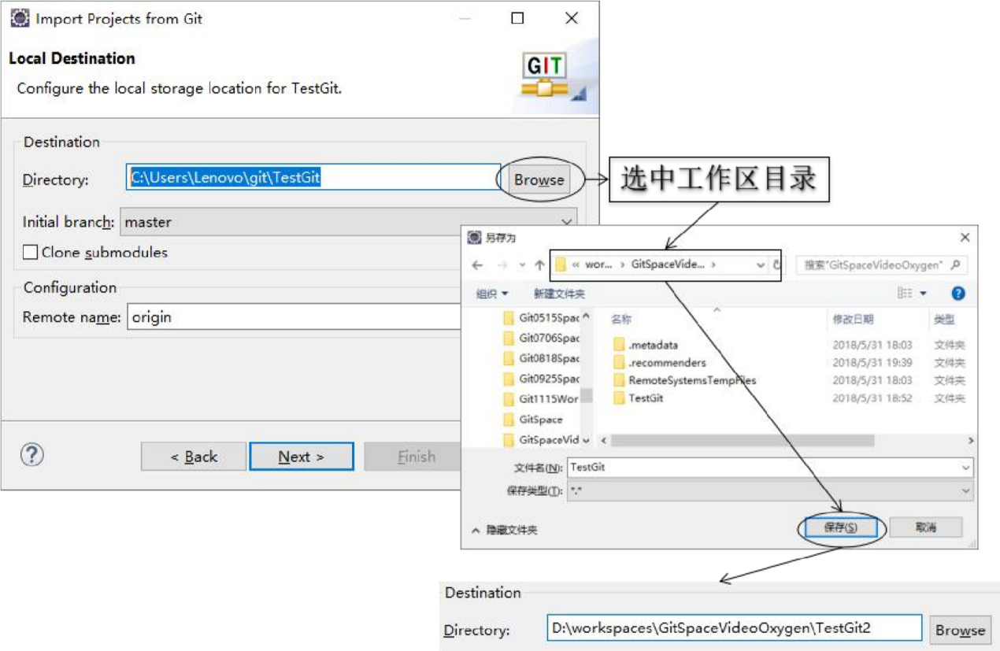 Import Projects from Git
Local Destination
Configure the local storage location for TestGit.
GIT
Destination
Directory: C:\Users\Lenovo\git\TestGit Browse
选中工作区目录
Initial branch: master
Clone submodules
Configuration
Remote name: origin
< Back Next > Finish
另存为
« wor... › GitSpaceVide... ›
搜索"GitSpaceVideoOxygen"
组织 新建文件夹
Git0515Spac
Git0706Spac
Git0818Spac
Git0925Spac
Git1115Wor
GitSpace
GitSpaceVid
名称 修改日期 类型
.metadata 2018/5/31 18:03 文件夹
.recommenders 2018/5/31 19:39 文件夹
RemoteSystemsTempFiles 2018/5/31 18:03 文件夹
TestGit 2018/5/31 18:52 文件夹
文件名(N): TestGit
保存类型(T): *.*
隐藏文件夹 保存(S) 取消
Destination
Directory: D:\workspaces\GitSpaceVideoOxygen\TestGit2 Browse